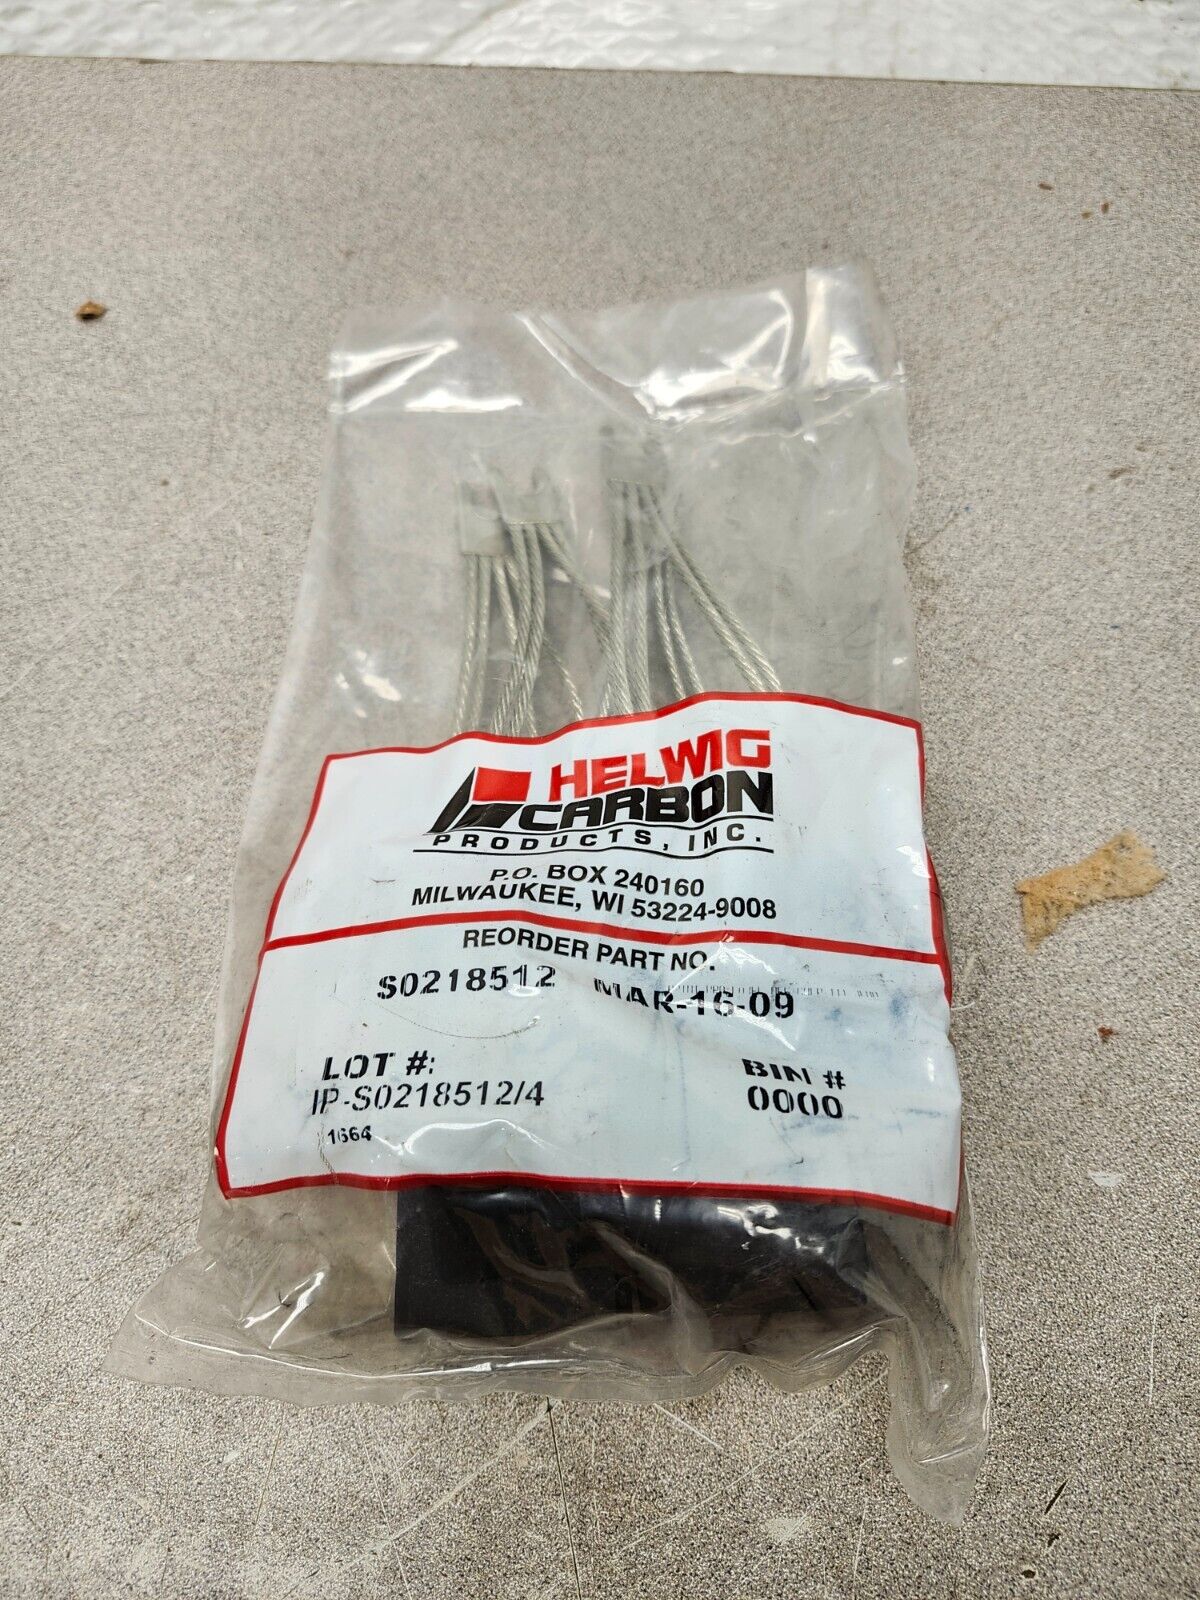 HELWIG
CARBON
PRODUCTS, INC.
P.O. BOX 240160
MILWAUKEE, WI 53224-9008
REORDER PART NO.
S0218512 MAR-16-09
LOT #: BIN #
IP-S0218512/4 0000
1664